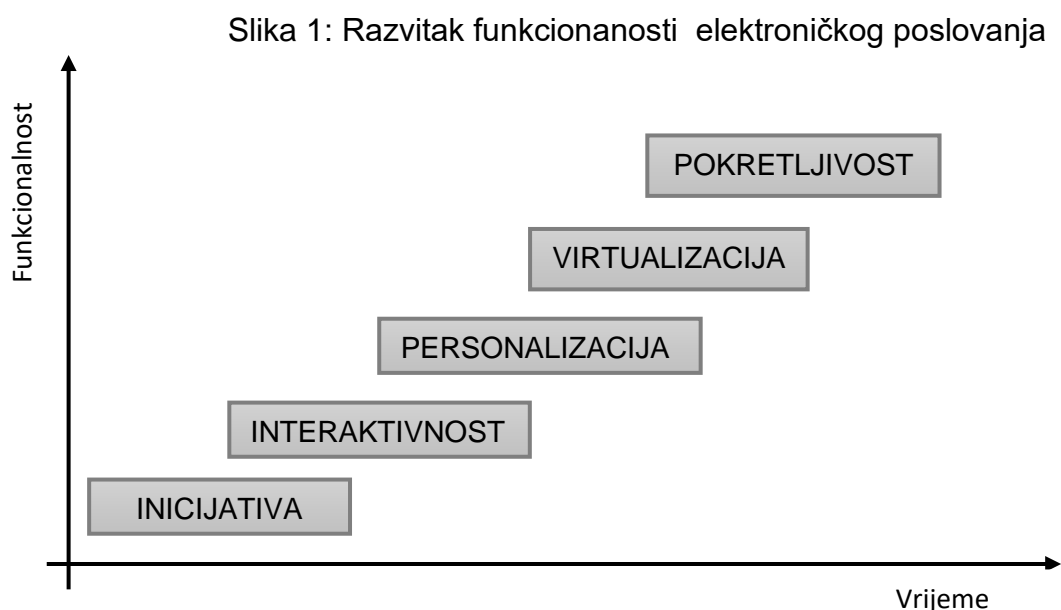 Slika 1: Razvitak funkcionanosti  elektroničkog poslovanja
Funkcionalnost
POKRETLJIVOST
VIRTUALIZACIJA
PERSONALIZACIJA
INTERAKTIVNOST
INICIJATIVA
Vrijeme